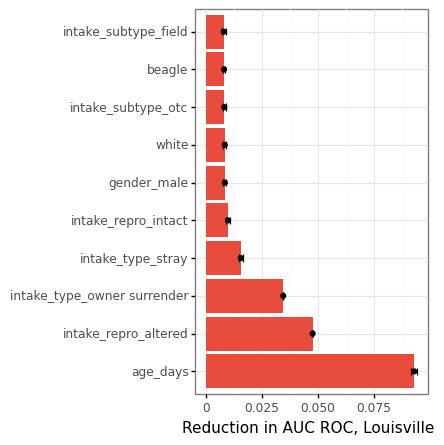 intake_subtype_field
beagle
intake_subtype_otc
white
gender_male
intake_repro_intact
intake_type_stray
intake_type_owner surrender
intake_repro_altered
age_days
0 0.025 0.050 0.075
Reduction in AUC ROC, Louisville